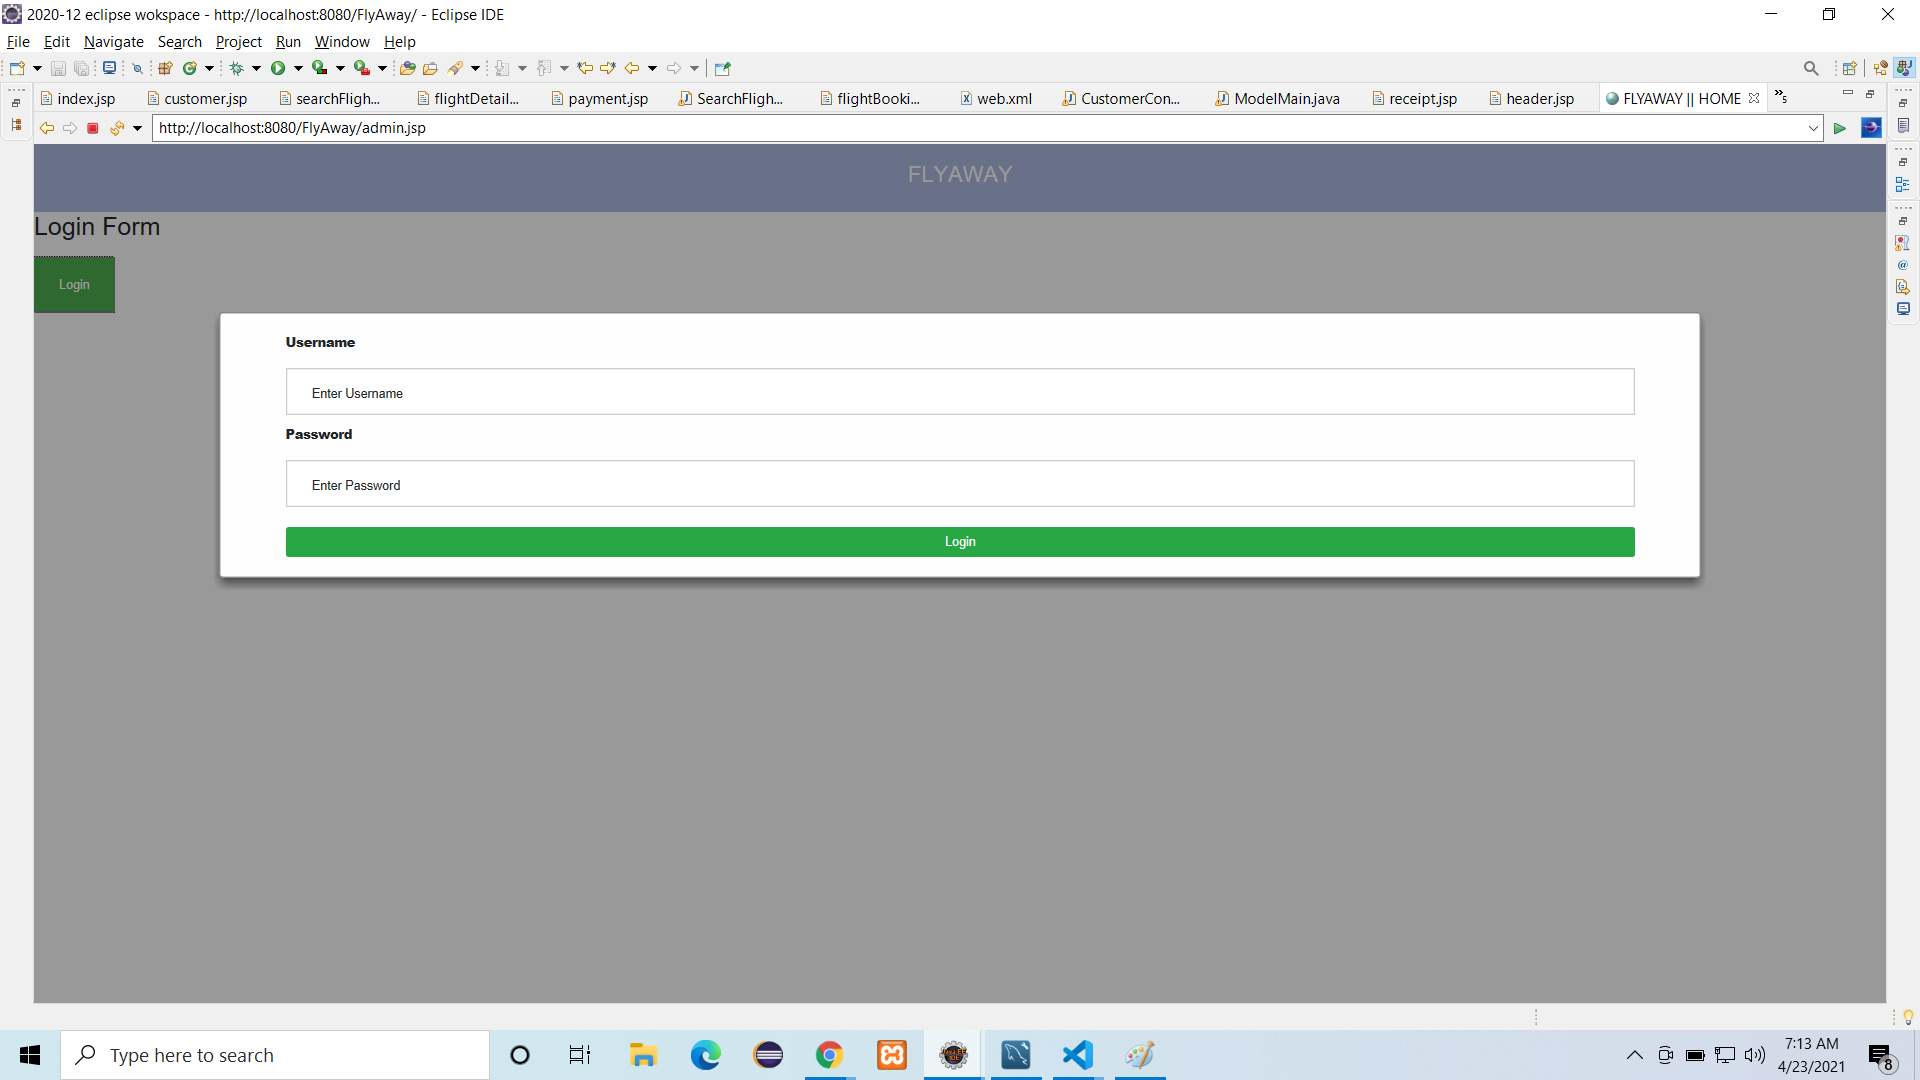 2020-12 eclipse wokspace - http://localhost:8080/FlyAway/ - Eclipse IDE
File Edit Navigate Search Project Run Window Help
index.jsp customer.jsp searchFligh... flightDetail... payment.jsp SearchFligh... flightBooki... web.xml CustomerCon... ModelMain.java receipt.jsp header.jsp FLYAWAY || HOME »5
http://localhost:8080/FlyAway/admin.jsp
FLYAWAY
Login Form
Login
Username
Enter Username
Password
Enter Password
Login
Type here to search
7:13 AM
4/23/2021
8